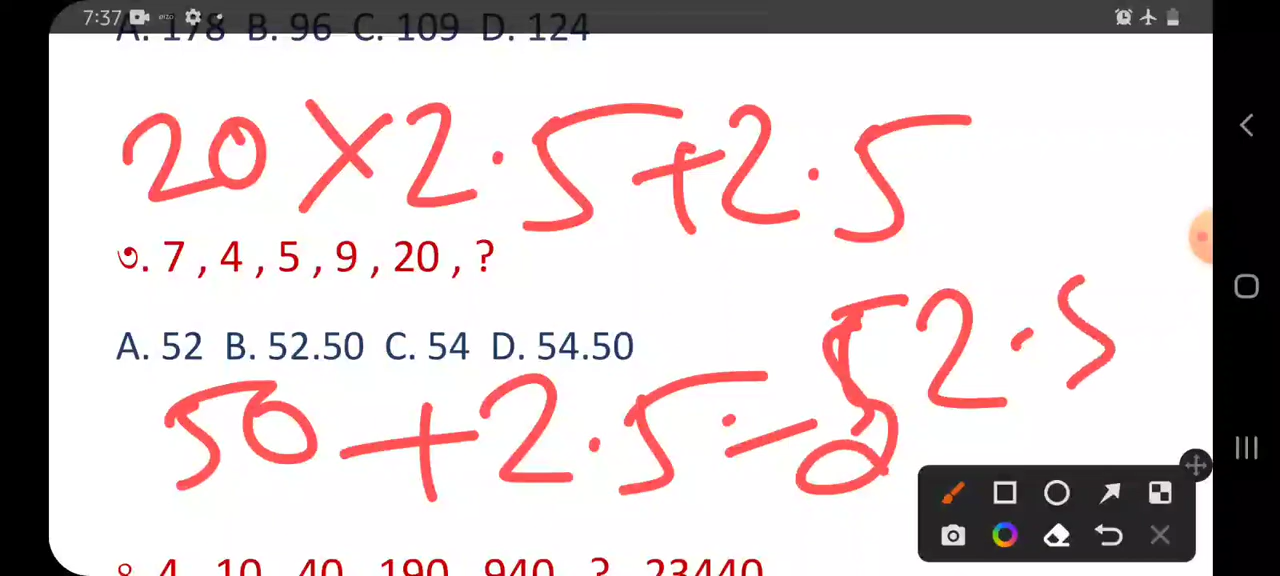 7:37
A. 178 B. 96 C. 109 D. 124
20 × 2.5 + 2.5
৩. 7 , 4 , 5 , 9 , 20 , ?
A. 52 B. 52.50 C. 54 D. 54.50
52.5
50 + 2.5 =
8. 4 , 10 , 40 , 190 , 940 , ? , 23440